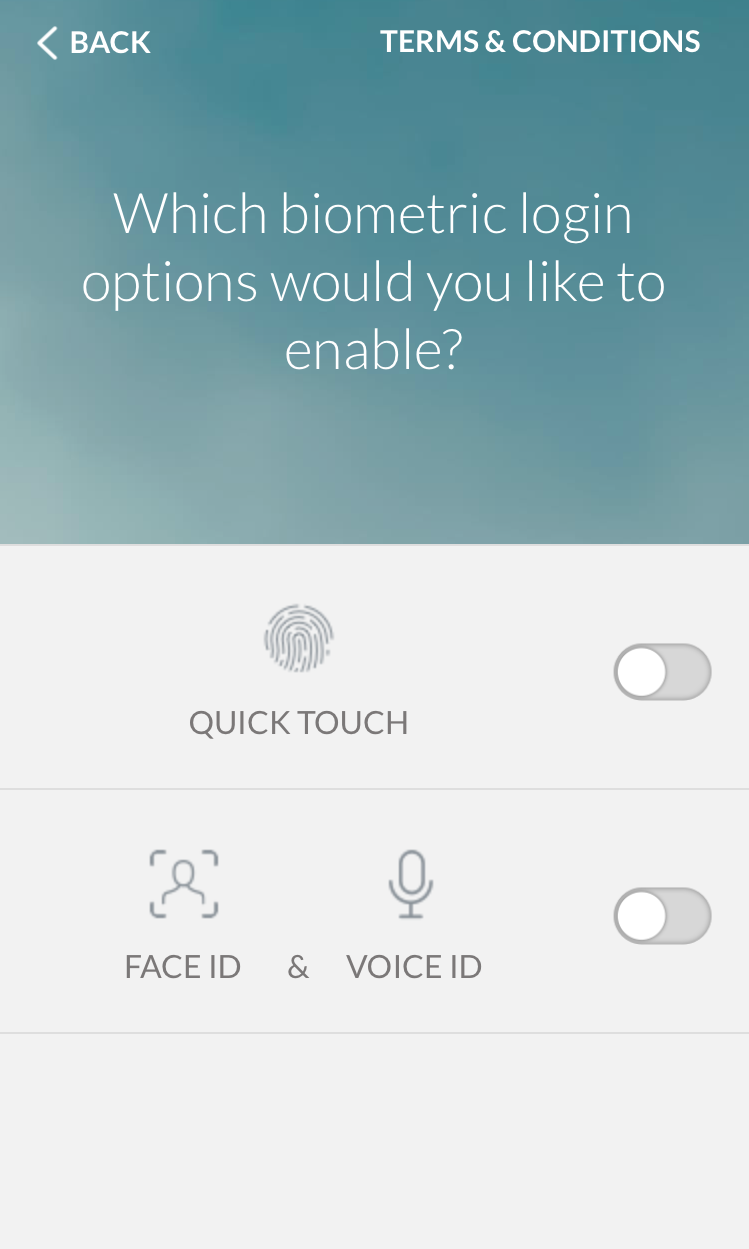 BACK
TERMS & CONDITIONS
Which biometric login
options would you like to
enable?
QUICK TOUCH
FACE ID & VOICE ID